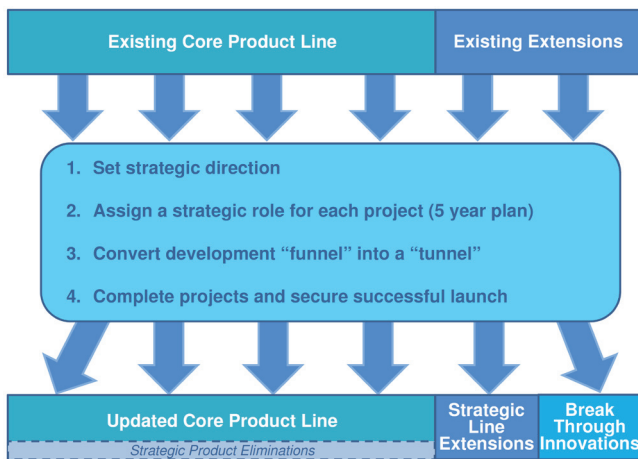 Existing Core Product Line
Existing Extensions
1. Set strategic direction
2. Assign a strategic role for each project (5 year plan)
3. Convert development “funnel” into a “tunnel”
4. Complete projects and secure successful launch
Updated Core Product Line
Strategic Product Eliminations
Strategic
Line
Extensions
Break
Through
Innovations